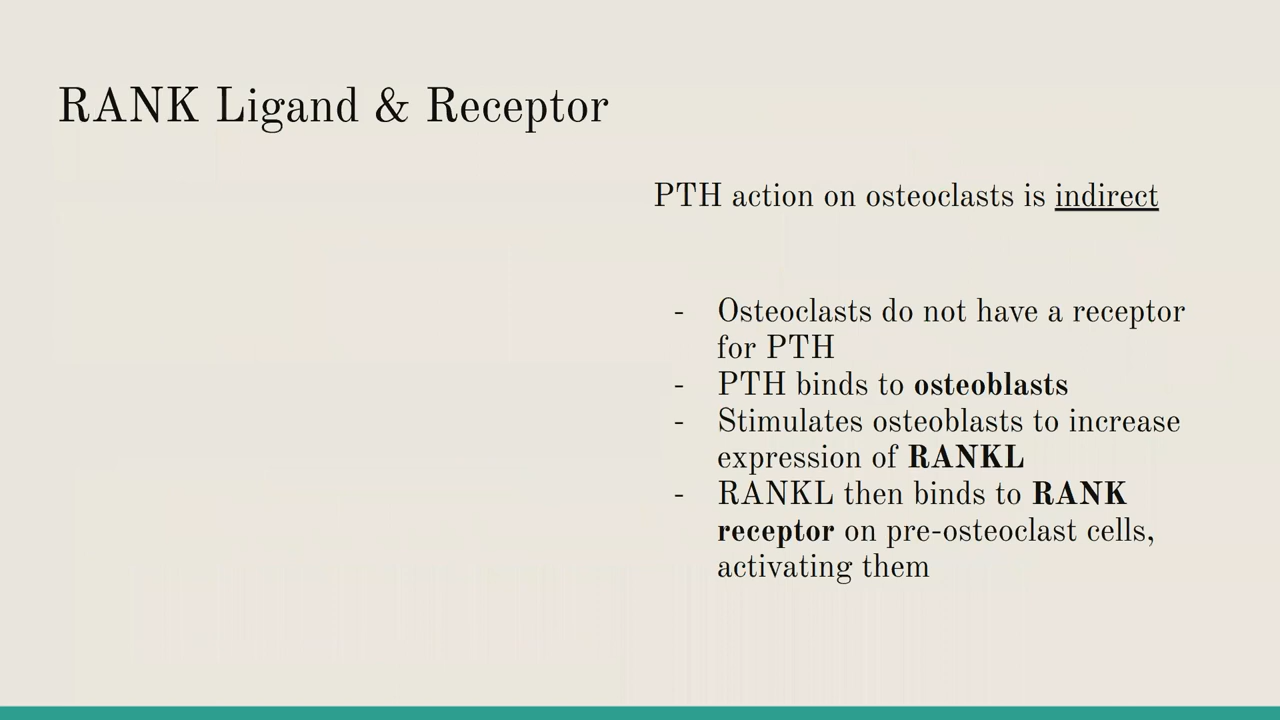 RANK Ligand & Receptor
PTH action on osteoclasts is indirect
- Osteoclasts do not have a receptor
for PTH
- PTH binds to osteoblasts
- Stimulates osteoblasts to increase
expression of RANKL
- RANKL then binds to RANK
receptor on pre-osteoclast cells,
activating them